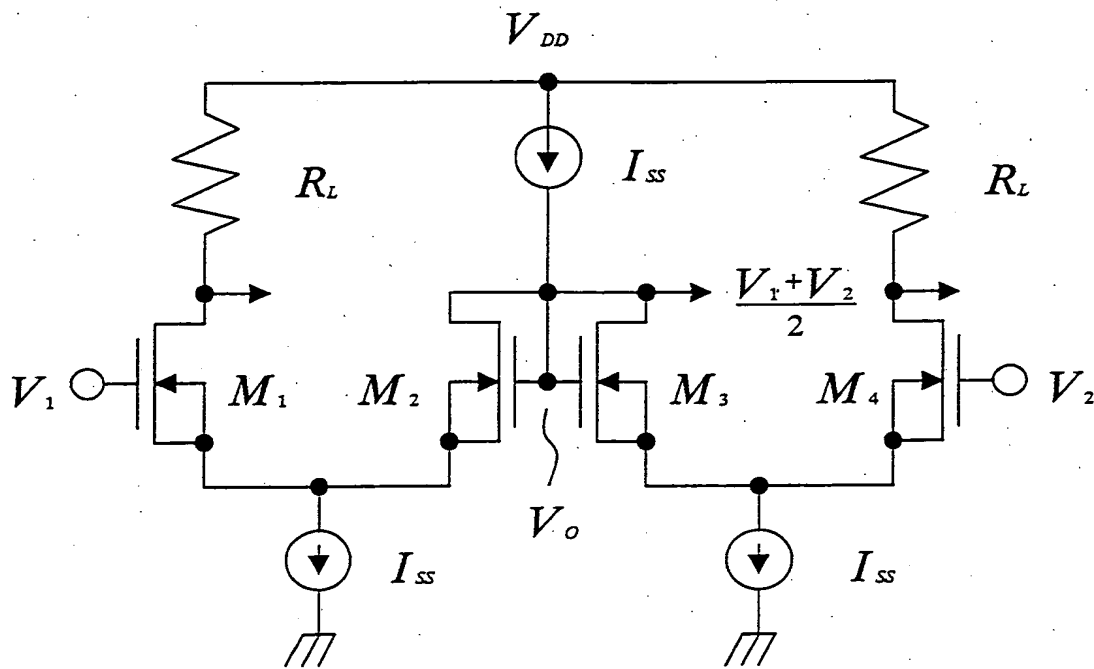 V_DD
R_L
I_SS
R_L
V_1+V_2
2
V_1
M_1
M_2
M_3
M_4
V_2
V_O
I_SS
I_SS